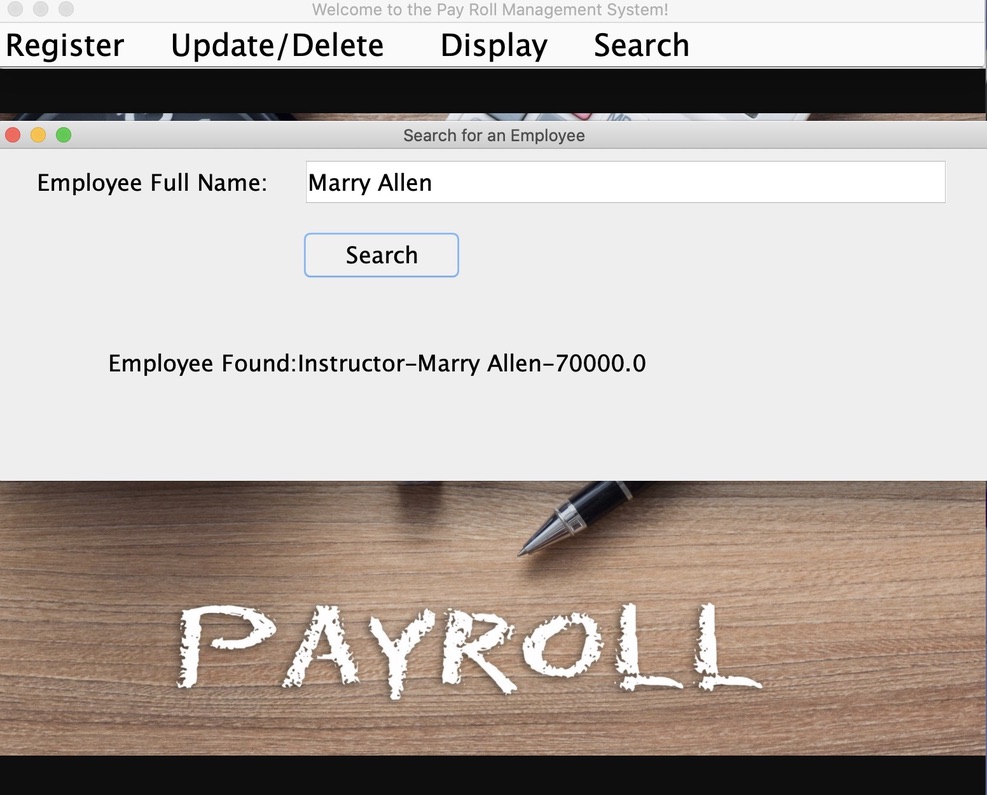 Welcome to the Pay Roll Management System!
Register Update/Delete Display Search
Search for an Employee
Employee Full Name: Marry Allen
Search
Employee Found:Instructor-Marry Allen-70000.0
PAYROLL